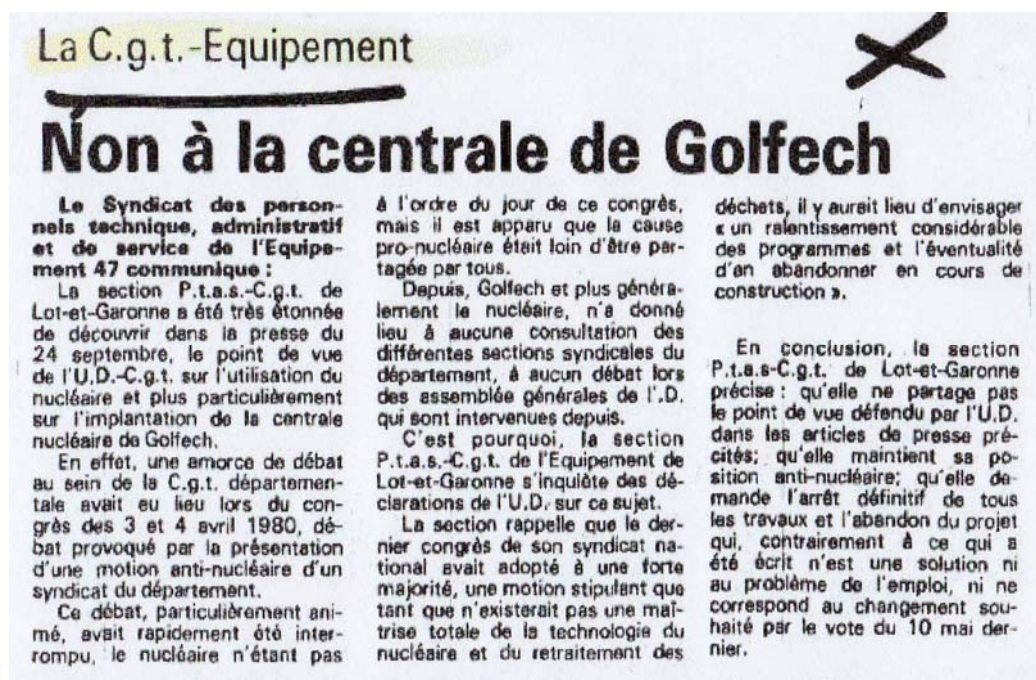 La C.g.t.-Equipement
Non à la centrale de Golfech
Le Syndicat des person-
nels technique, administratif
et de service de l'Equipe-
ment 47 communique :
La section P.t.a.s.-C.g.t. de
Lot-et-Garonne a été très étonnée
de découvrir dans la presse du
24 septembre, le point de vue
de l'U.D.-C.g.t. sur l'utilisation du
nucléaire et plus particulièrement
sur l'implantation de la centrale
nucléaire de Golfech.
En effet, une amorce de débat
au sein de la C.g.t. départemen-
tale avait eu lieu lors du con-
grès des 3 et 4 avril 1980, dé-
bat provoqué par la présentation
d'une motion anti-nucléaire d'un
syndicat du département.
Ce débat, particulièrement ani-
mé, avait rapidement été inter-
rompu, le nucléaire n'étant pas
à l'ordre du jour de ce congrès,
mais il est apparu que la cause
pro-nucléaire était loin d'être par-
tagée par tous.
Depuis, Golfech et plus généra-
lement le nucléaire, n'a donné
lieu à aucune consultation des
différentes sections syndicales du
département, à aucun débat lors
des assemblée générales de l'.D.
qui sont intervenues depuis.
C'est pourquoi, la section
P.t.a.s.-C.g.t. de l'Equipement de
Lot-et-Garonne s'inquiète des dé-
clarations de l'U.D. sur ce sujet.
La section rappelle que le der-
nier congrès de son syndicat na-
tional avait adopté à une forte
majorité, une motion stipulant que
tant que n'existerait pas une maî-
trise totale de la technologie du
nucléaire et du retraitement des
déchets, il y aurait lieu d'envisager
« un ralentissement considérable
des programmes et l'éventualité
d'en abandonner en cours de
construction ».
En conclusion, la section
P.t.a.s-C.g.t. de Lot-et-Garonne
précise : qu'elle ne partage pas
le point de vue défendu par l'U.D.
dans les articles de presse pré-
cités; qu'elle maintient sa po-
sition anti-nucléaire; qu'elle de-
mande l'arrêt définitif de tous
les travaux et l'abandon du projet
qui, contrairement à ce qui a
été écrit n'est une solution ni
au problème de l'emploi, ni ne
correspond au changement sou-
haité par le vote du 10 mai der-
nier.